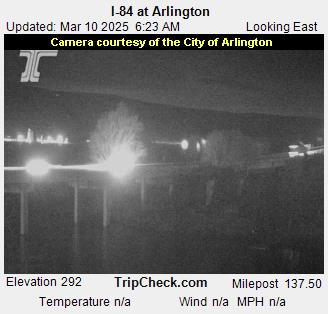 I-84 at Arlington
Updated: Mar 10 2025 6:23 AM Looking East
Camera courtesy of the City of Arlington
Elevation 292 TripCheck.com Milepost 137.50
Temperature n/a Wind n/a MPH n/a